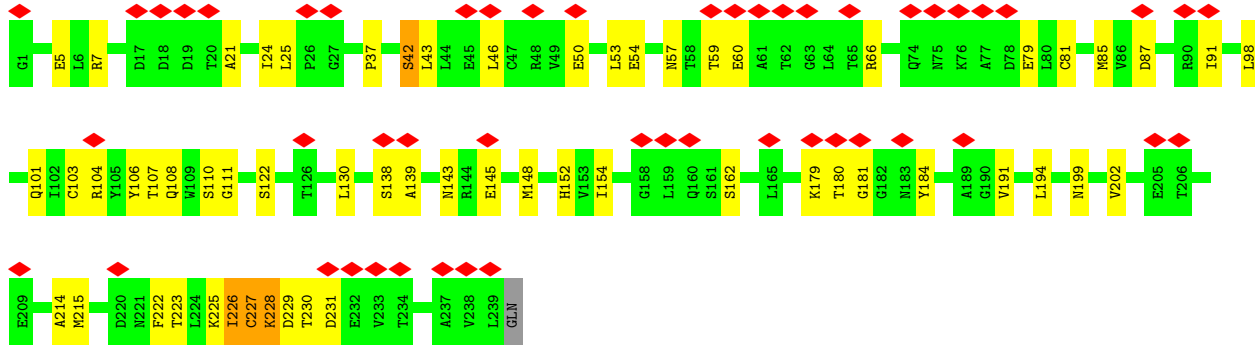 G1 E5 L6 R7 D17 D18 D19 T20 A21 I24 L25 P26 G27 P37 S42 L43 L44 E45 L46 C47 R48 V49 E50 L53 E54 N57 T58 T59 E60 A61 T62 G63 L64 T65 R66 Q74 N75 K76 A77 D78 E79 L80 C81 M85 V86 D87 R90 I91 L98
Q101 I102 C103 R104 Y105 Y106 T107 Q108 W109 S110 G111 S122 T126 L130 S138 A139 N143 R144 E145 M148 H152 V153 I154 G158 L159 Q160 S161 S162 L165 K179 T180 G181 G182 N183 Y184 A189 G190 V191 L194 N199 V202 E205 T206
E209 A214 M215 D220 N221 F222 T223 L224 K225 I226 C227 K228 D229 T230 D231 E232 V233 T234 A237 V238 L239 GLN